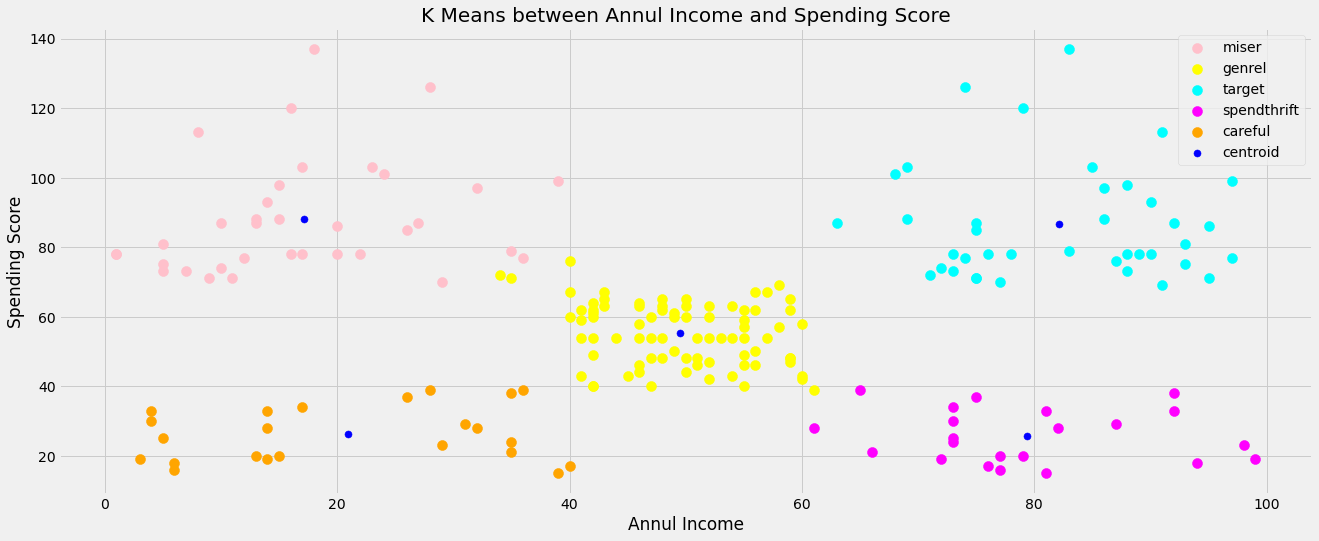 K Means between Annul Income and Spending Score
140
120
100
80
60
40
20
Spending Score
miser
genrel
target
spendthrift
careful
centroid
0 20 40 60 80 100
Annul Income